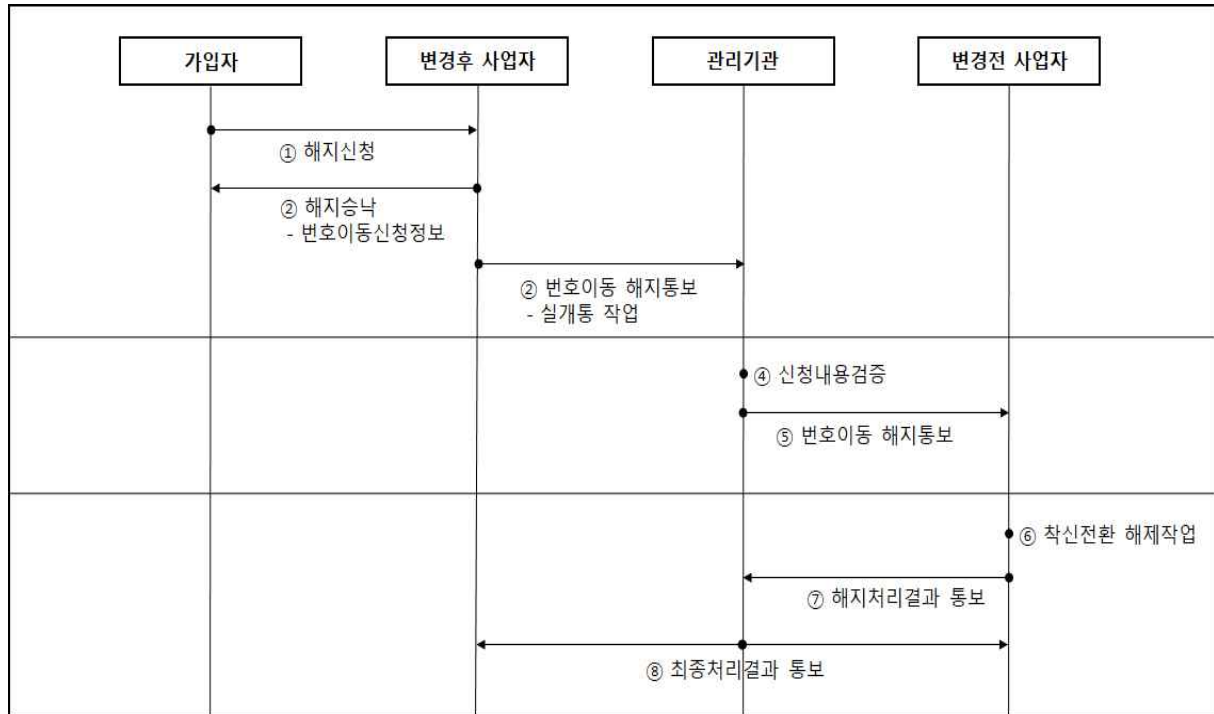 가입자
변경후 사업자
관리기관
변경전 사업자
① 해지신청
② 해지승낙
- 번호이동신청정보
② 번호이동 해지통보
- 실개통 작업
④ 신청내용검증
⑤ 번호이동 해지통보
⑥ 착신전환 해제작업
⑦ 해지처리결과 통보
⑧ 최종처리결과 통보